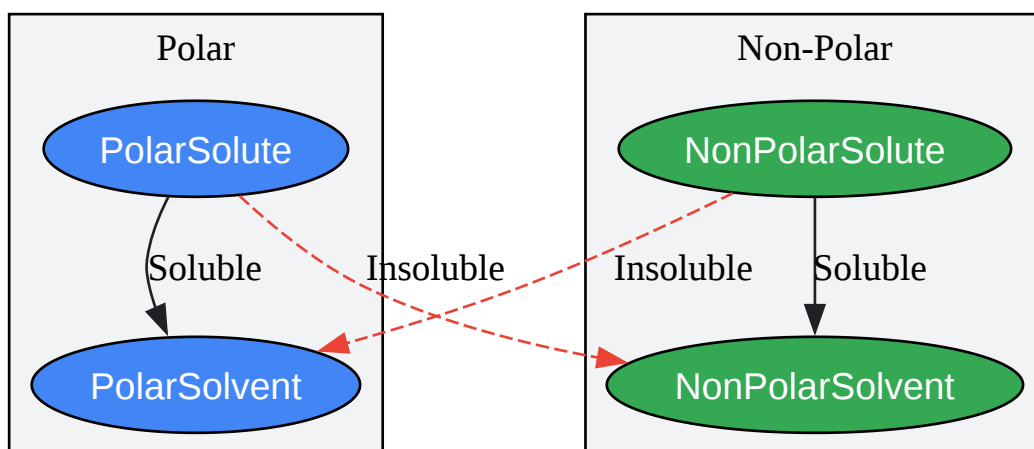 Polar
Non-Polar
PolarSolute
NonPolarSolute
Soluble
Insoluble
Insoluble
Soluble
PolarSolvent
NonPolarSolvent